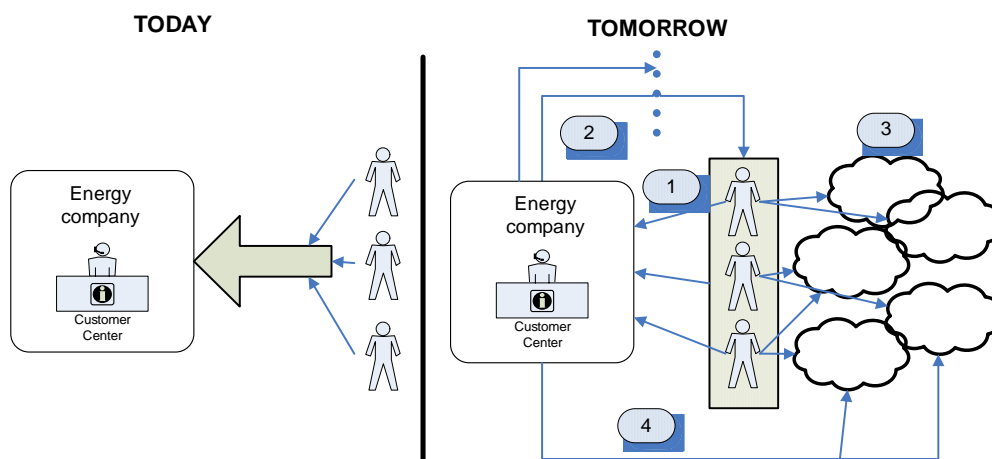 TODAY
Energy
company
i
Customer
Center
TOMORROW
2
3
1
Energy
company
i
Customer
Center
4